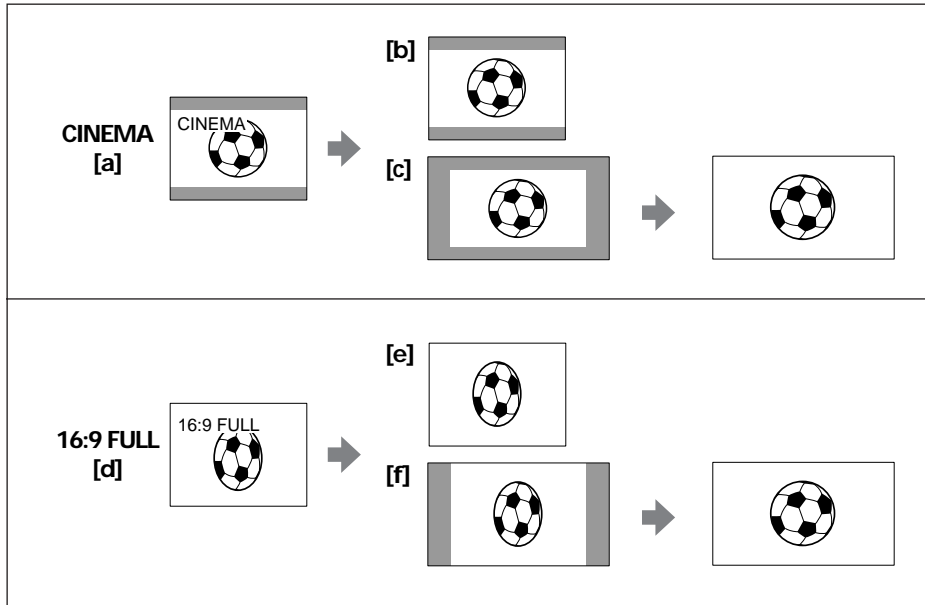 [b]
CINEMA
[a]
CINEMA
[c]
[e]
16:9 FULL
[d]
16:9 FULL
[f]